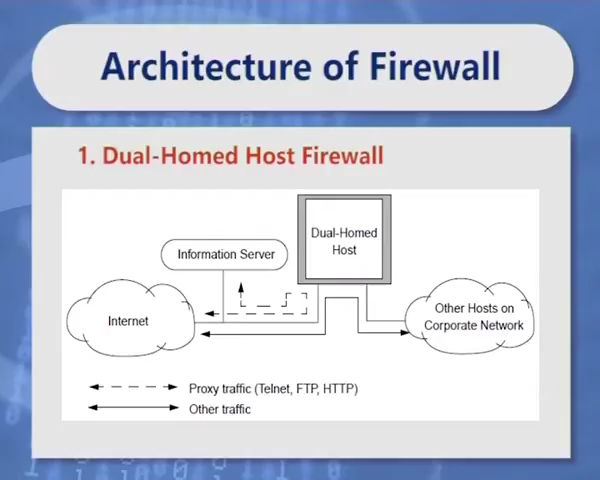 Architecture of Firewall
1. Dual-Homed Host Firewall
Dual-Homed
Host
Information Server
Internet
Other Hosts on
Corporate Network
Proxy traffic (Telnet, FTP, HTTP)
Other traffic